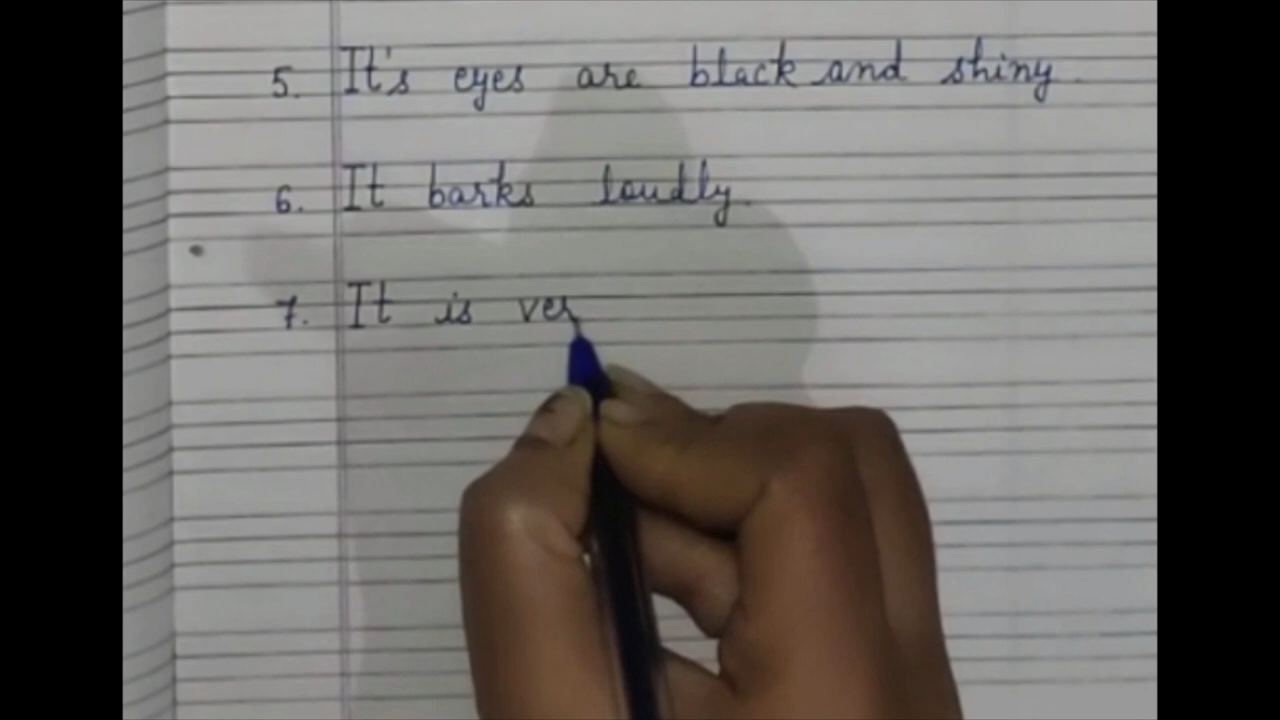 5. It's eyes are black and shiny.
6. It barks loudly.
7. It is ver